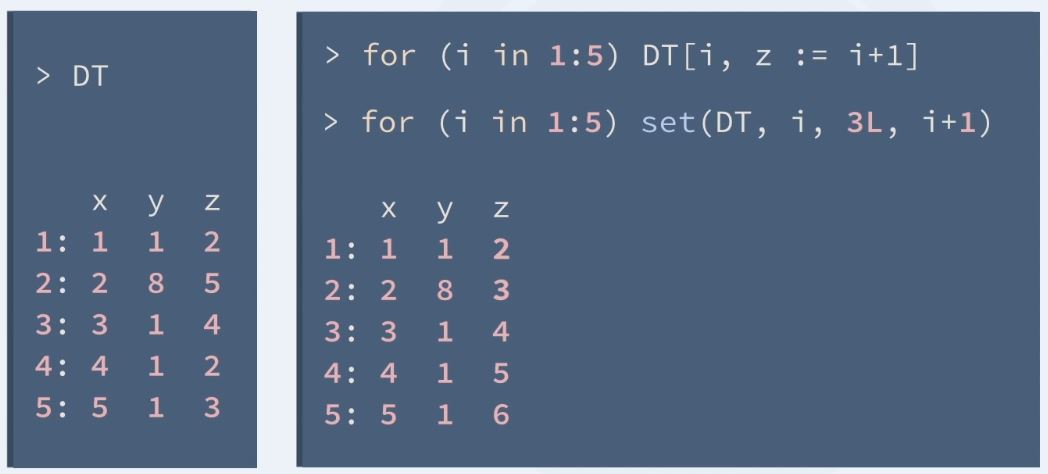 > DT
x y z
1: 1 1 2
2: 2 8 5
3: 3 1 4
4: 4 1 2
5: 5 1 3
> for (i in 1:5) DT[i, z := i+1]
> for (i in 1:5) set(DT, i, 3L, i+1)
x y z
1: 1 1 2
2: 2 8 3
3: 3 1 4
4: 4 1 5
5: 5 1 6